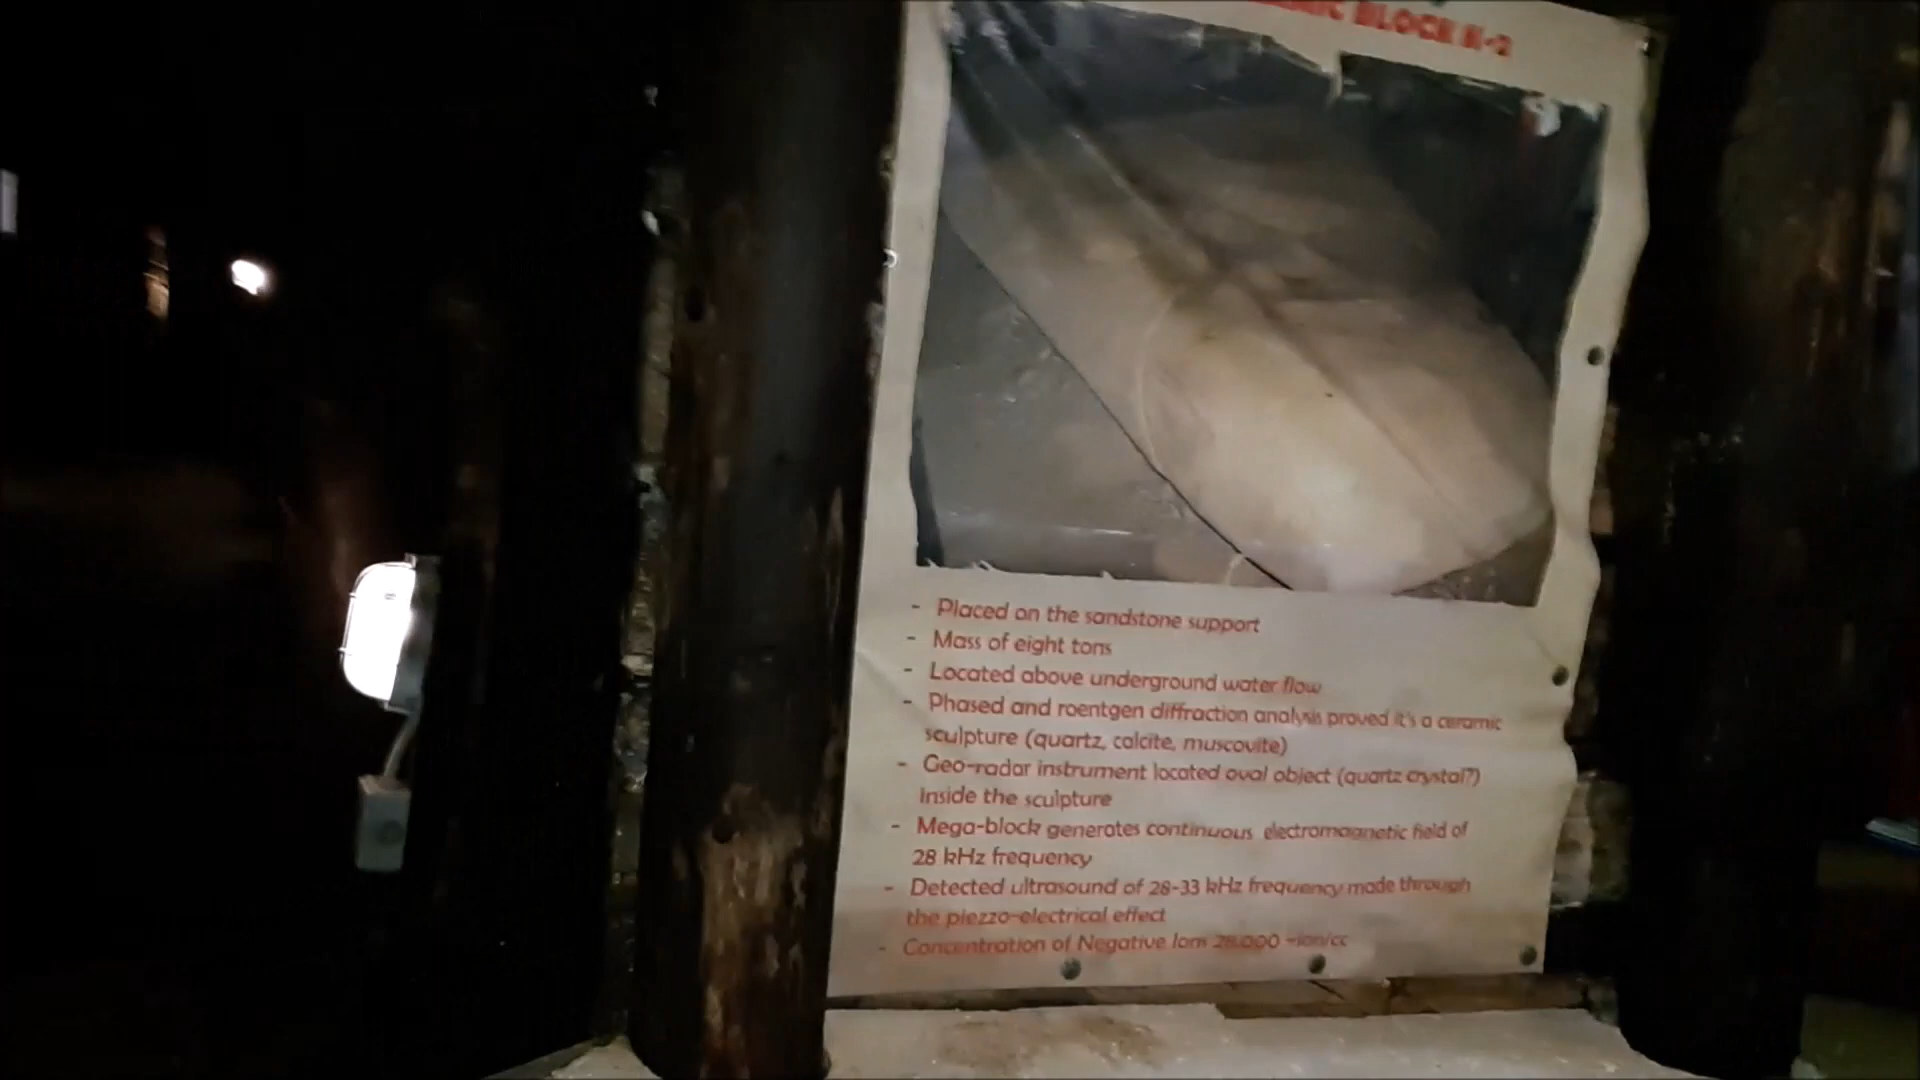 BLOCK K-2
- Placed on the sandstone support
- Mass of eight tons
- Located above underground water flow
- Phased and roentgen diffraction analysis proved it's a ceramic
sculpture (quartz, calcite, muscovite)
- Geo-radar instrument located oval object (quartz crystal?)
Inside the sculpture
- Mega-block generates continuous electromagnetic field of
28 kHz frequency
- Detected ultrasound of 28-33 kHz frequency made through
the piezzo-electrical effect
- Concentration of Negative Ions 28.000 -ion/cc